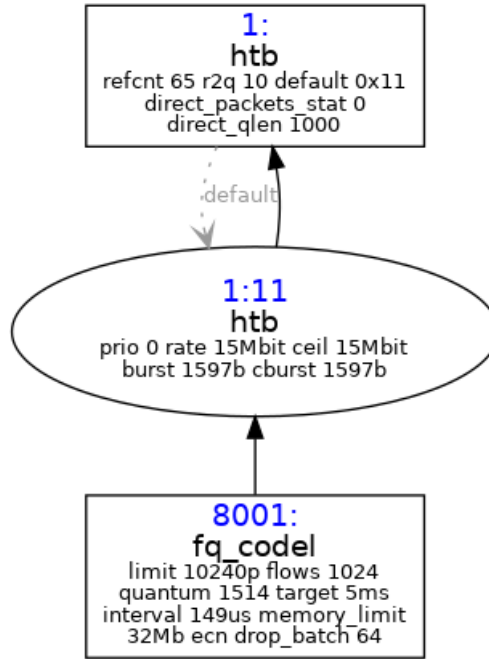 1:
htb
refcnt 65 r2q 10 default 0x11
direct_packets_stat 0
direct_qlen 1000
default
1:11
htb
prio 0 rate 15Mbit ceil 15Mbit
burst 1597b cburst 1597b
8001:
fq_codel
limit 10240p flows 1024
quantum 1514 target 5ms
interval 149us memory_limit
32Mb ecn drop_batch 64